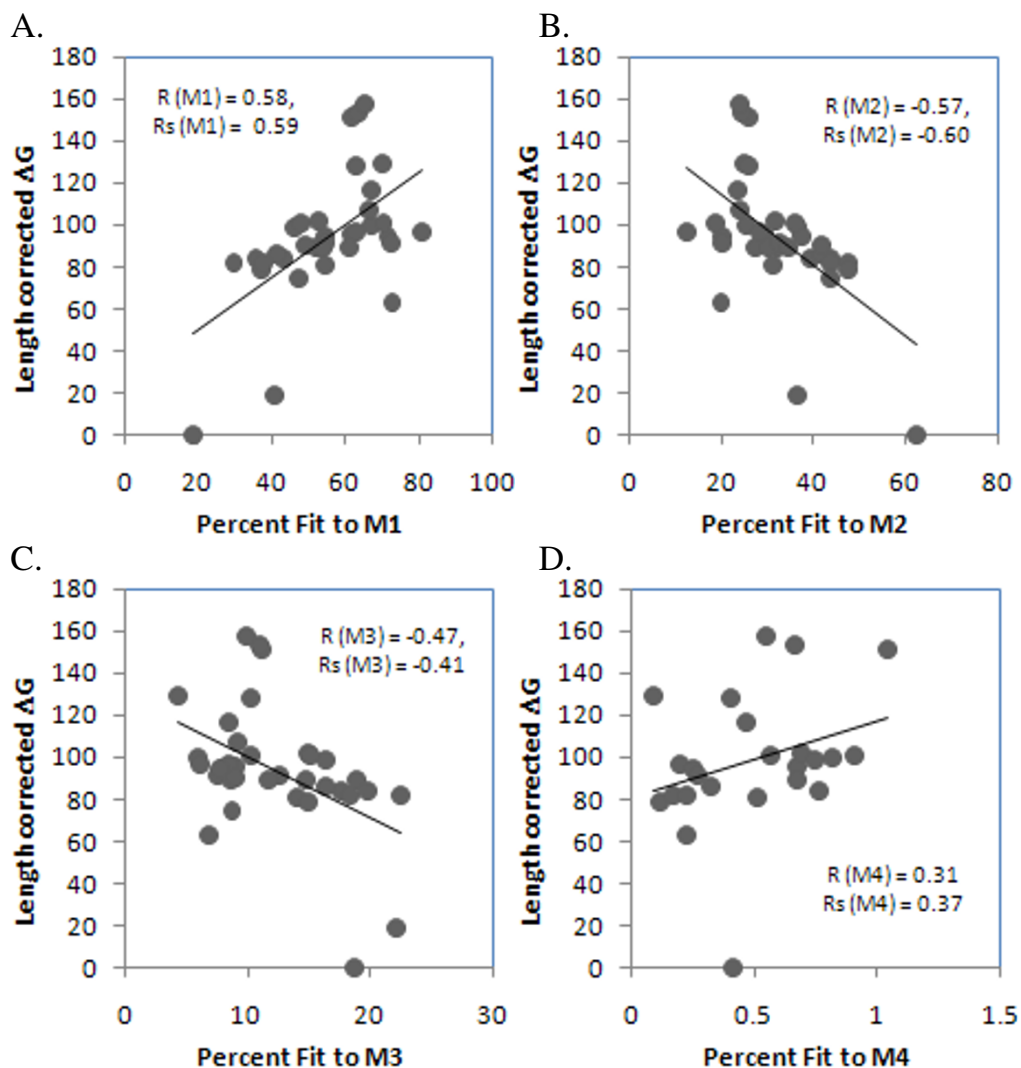 A.
180
160
140
120
100
80
60
40
20
0
Length corrected ΔG
R (M1) = 0.58,
Rs (M1) = 0.59
0 20 40 60 80 100
Percent Fit to M1
B.
180
160
140
120
100
80
60
40
20
0
Length corrected ΔG
R (M2) = -0.57,
Rs (M2) = -0.60
0 20 40 60 80
Percent Fit to M2
C.
180
160
140
120
100
80
60
40
20
0
Length corrected ΔG
R (M3) = -0.47,
Rs (M3) = -0.41
0 10 20 30
Percent Fit to M3
D.
180
160
140
120
100
80
60
40
20
0
Length corrected ΔG
R (M4) = 0.31
Rs (M4) = 0.37
0 0.5 1 1.5
Percent Fit to M4